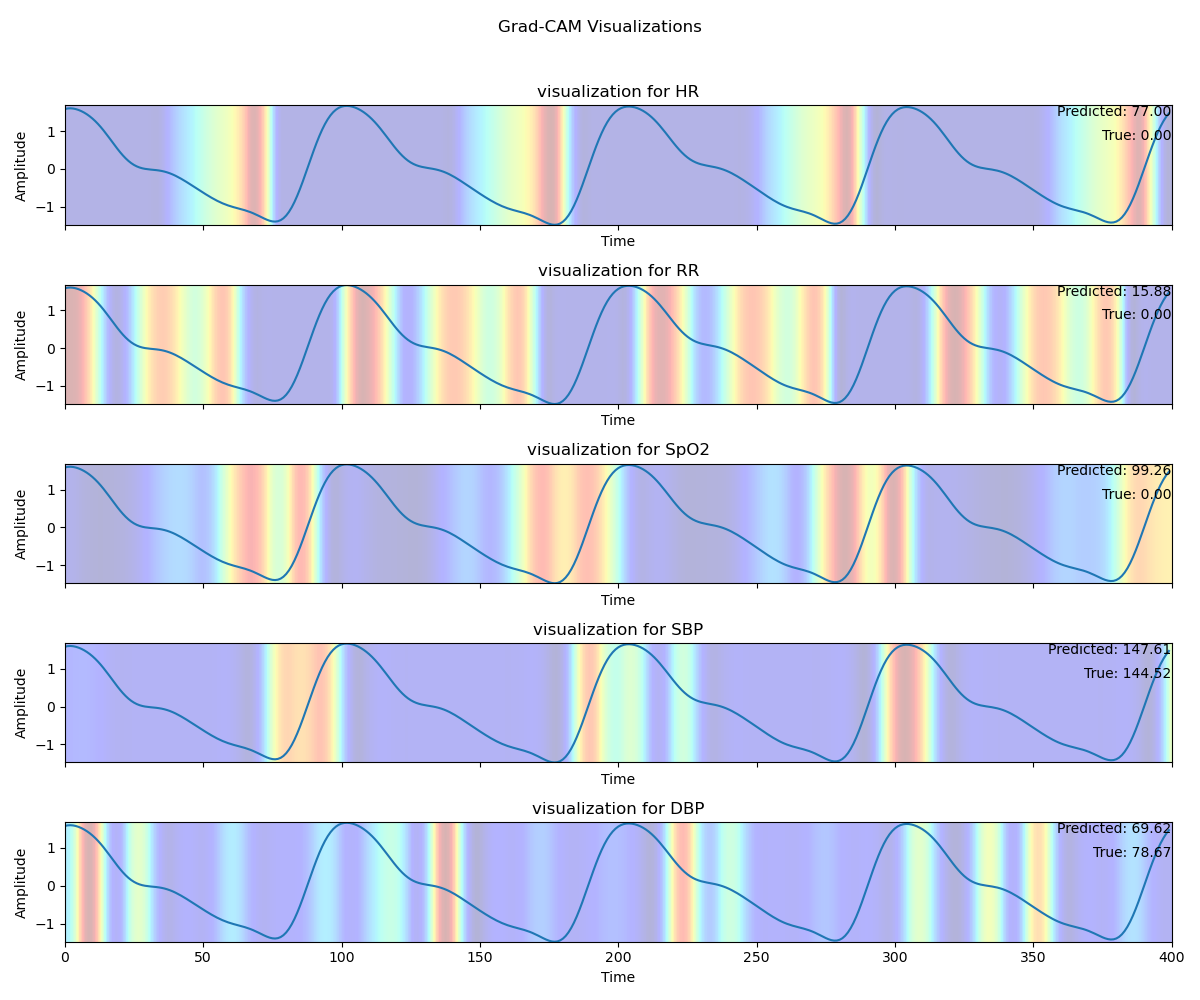 Grad-CAM Visualizations
visualization for HR
Predicted: 77.00
True: 0.00
1
0
−1
Amplitude
Time
visualization for RR
Predicted: 15.88
True: 0.00
1
0
−1
Amplitude
Time
visualization for SpO2
Predicted: 99.26
True: 0.00
1
0
−1
Amplitude
Time
visualization for SBP
Predicted: 147.61
True: 144.52
1
0
−1
Amplitude
Time
visualization for DBP
Predicted: 69.62
True: 78.67
1
0
−1
Amplitude
0 50 100 150 200 250 300 350 400
Time